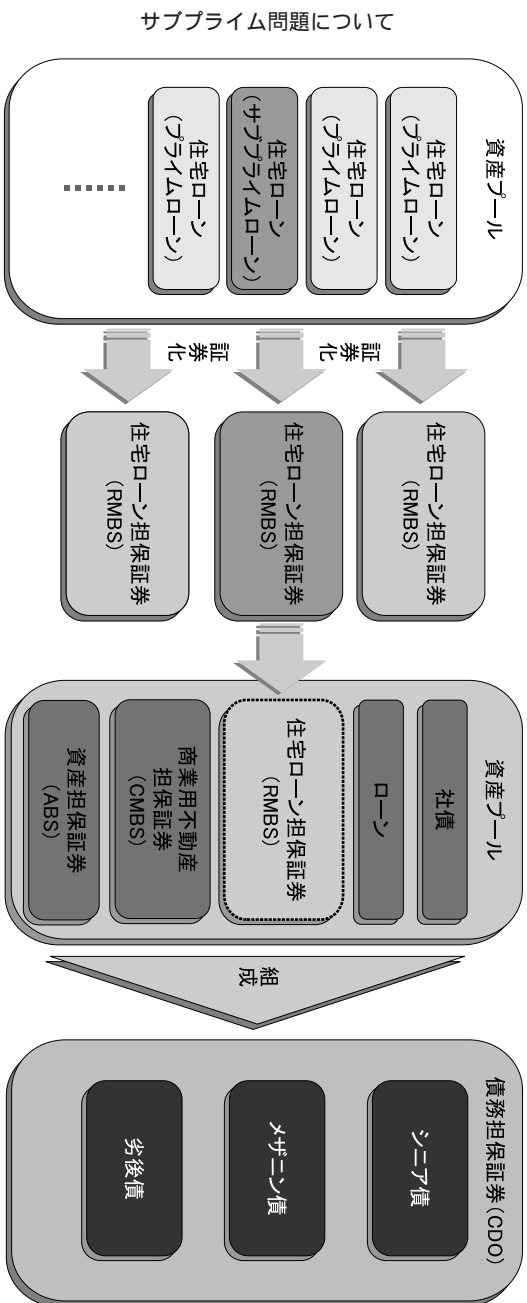 サブプライム問題について
資産プール
住宅ローン
(プライムローン)
住宅ローン
(プライムローン)
住宅ローン
(サブプライムローン)
住宅ローン
(プライムローン)
証券化
証券化
住宅ローン担保証券
(RMBS)
住宅ローン担保証券
(RMBS)
住宅ローン担保証券
(RMBS)
資産プール
社債
ローン
住宅ローン担保証券
(RMBS)
商業用不動産
担保証券
(CMBS)
資産担保証券
(ABS)
組成
債務担保証券(CDO)
シニア債
メザニン債
劣後債